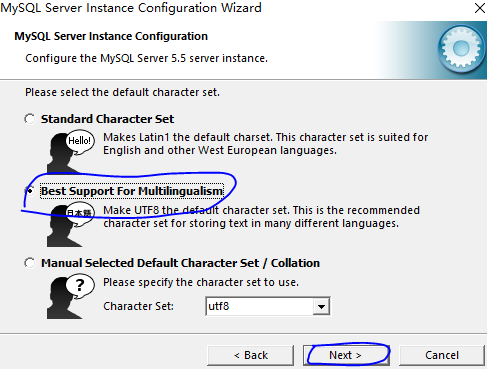 MySQL Server Instance Configuration Wizard
MySQL Server Instance Configuration
Configure the MySQL Server 5.5 server instance.
Please select the default character set.
Standard Character Set
Hello!
Makes Latin1 the default charset. This character set is suited for
English and other West European languages.
Best Support For Multilingualism
日本語
Make UTF8 the default character set. This is the recommended
character set for storing text in many different languages.
Manual Selected Default Character Set / Collation
?
Please specify the character set to use.
Character Set: utf8
< Back Next > Cancel